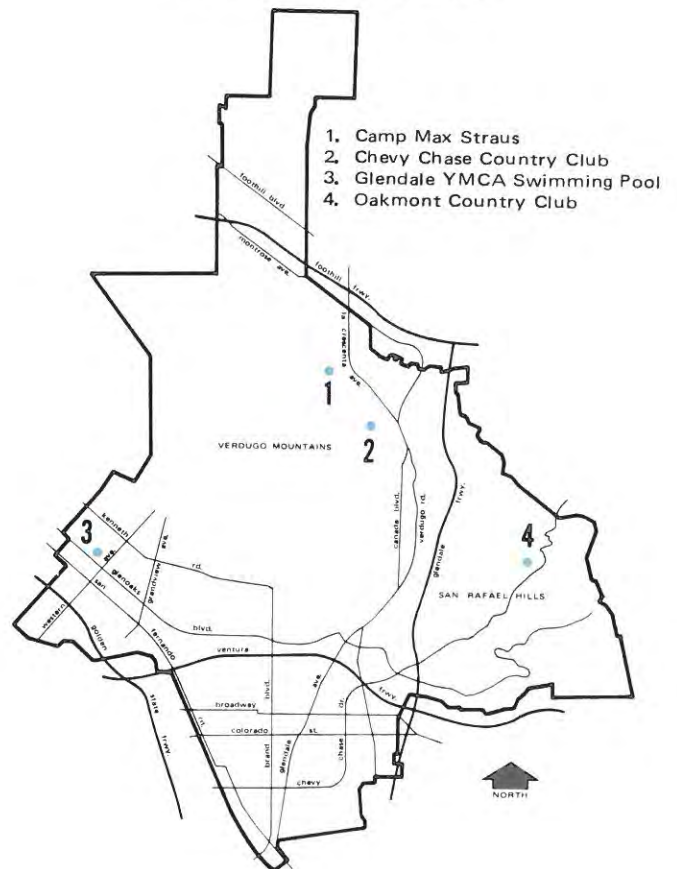 1. Camp Max Straus
2. Chevy Chase Country Club
3. Glendale YMCA Swimming Pool
4. Oakmont Country Club
foothill blvd
montrose ave.
foothill frwy.
la crescenta ave.
1
2
VERDUGO MOUNTAINS
canada blvd.
verdugo rd.
glendale frwy.
3
kenneth rd.
western ave.
grandview ave.
glenoaks blvd.
san fernando rd.
4
SAN RAFAEL HILLS
golden state frwy
ventura frwy.
broadway
colorado st.
brand blvd.
glendale ave.
chevy chase dr.
NORTH